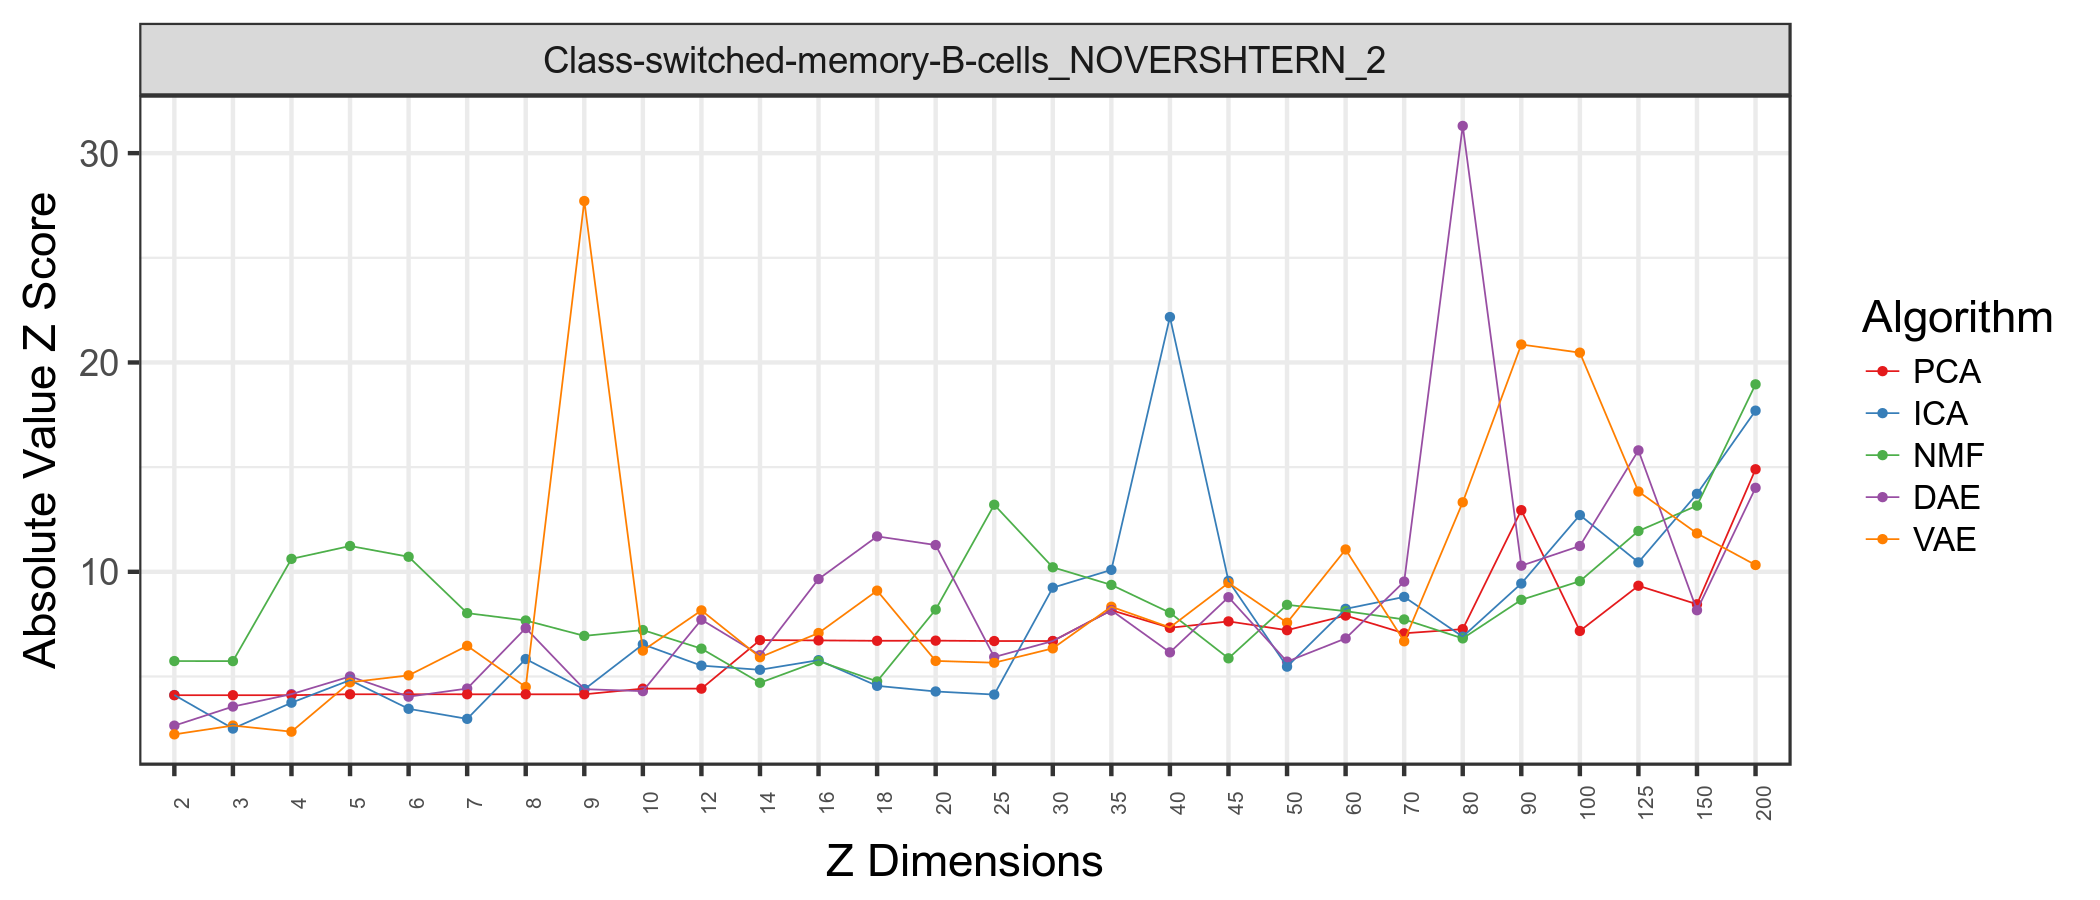 Class-switched-memory-B-cells_NOVERSHTERN_2
Absolute Value Z Score
30
20
10
2 3 4 5 6 7 8 9 10 12 14 16 18 20 25 30 35 40 45 50 60 70 80 90 100 125 150 200
Z Dimensions
Algorithm
PCA
ICA
NMF
DAE
VAE